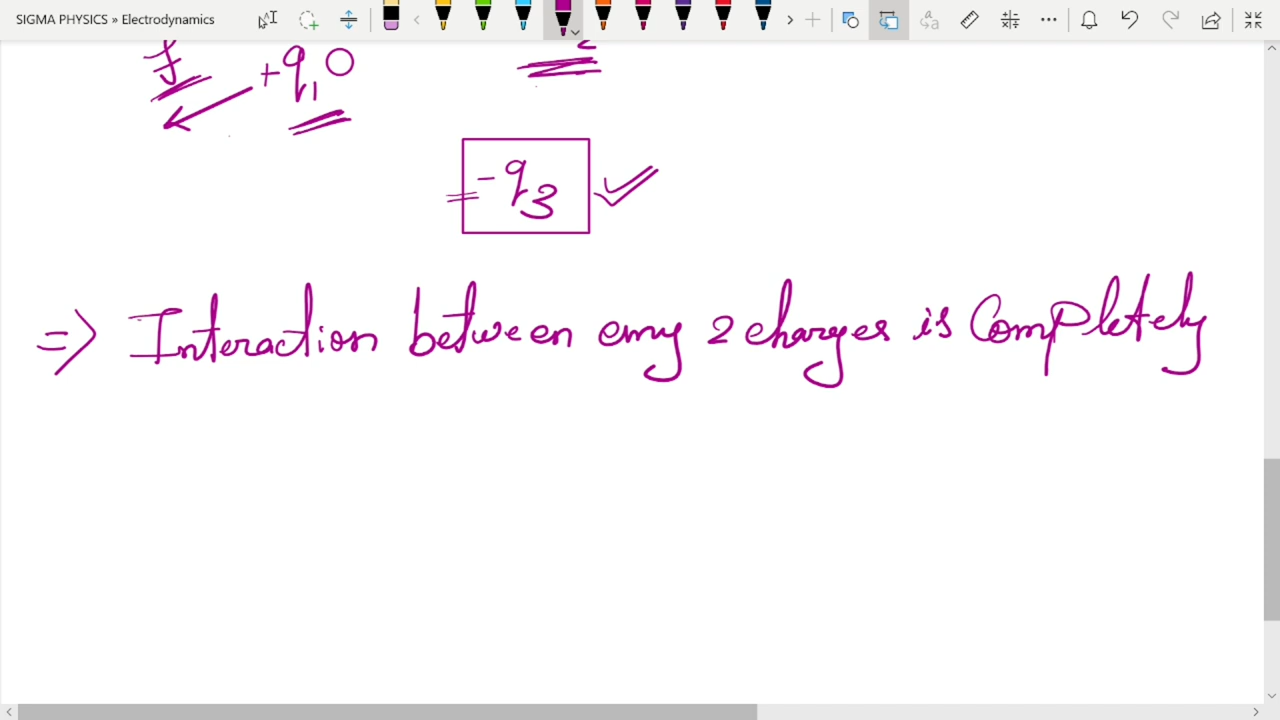 SIGMA PHYSICS » Electrodynamics
+q1
-q3
=> Interaction between any 2 charges is Completely